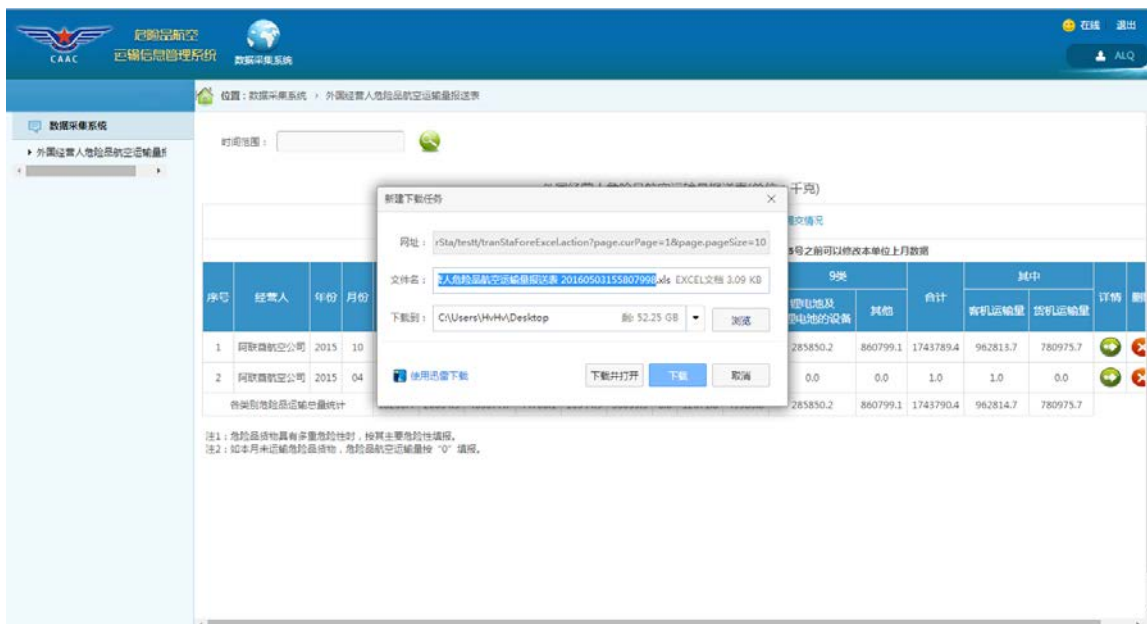 危险品航空
运输信息管理系统
CAAC
数据采集系统
在线 退出
ALQ
位置：数据采集系统 › 外国经营人危险品航空运输量报送表
数据采集系统
外国经营人危险品航空运输量
时间范围：
千克)
新建下载任务
提交情况
网址： rSta/testt/tranStaForeExcel.action?page.curPage=1&page.pageSize=10
5号之前可以修改本单位上月数据
文件名： 人危险品航空运输量报送表 20160503155807998.xls EXCEL文档 3.09 KB
下载到： C:\Users\HvHv\Desktop 剩: 52.25 GB 浏览
使用迅雷下载 下载并打开 下载 取消
9类 其中
序号 经营人 年份 月份 锂电池及 其他 合计 客机运输量 货机运输量 详情
锂电池的设备
1 阿联酋航空公司 2015 10 285850.2 860799.1 1743789.4 962813.7 780975.7
2 阿联酋航空公司 2015 04 0.0 0.0 1.0 1.0 0.0
各类别危险品运输总量统计 285850.2 860799.1 1743790.4 962814.7 780975.7
注1：危险品货物具有多重危险性时，按其主要危险性填报。
注2：如本月未运输危险品货物，危险品航空运输量按“0”填报。